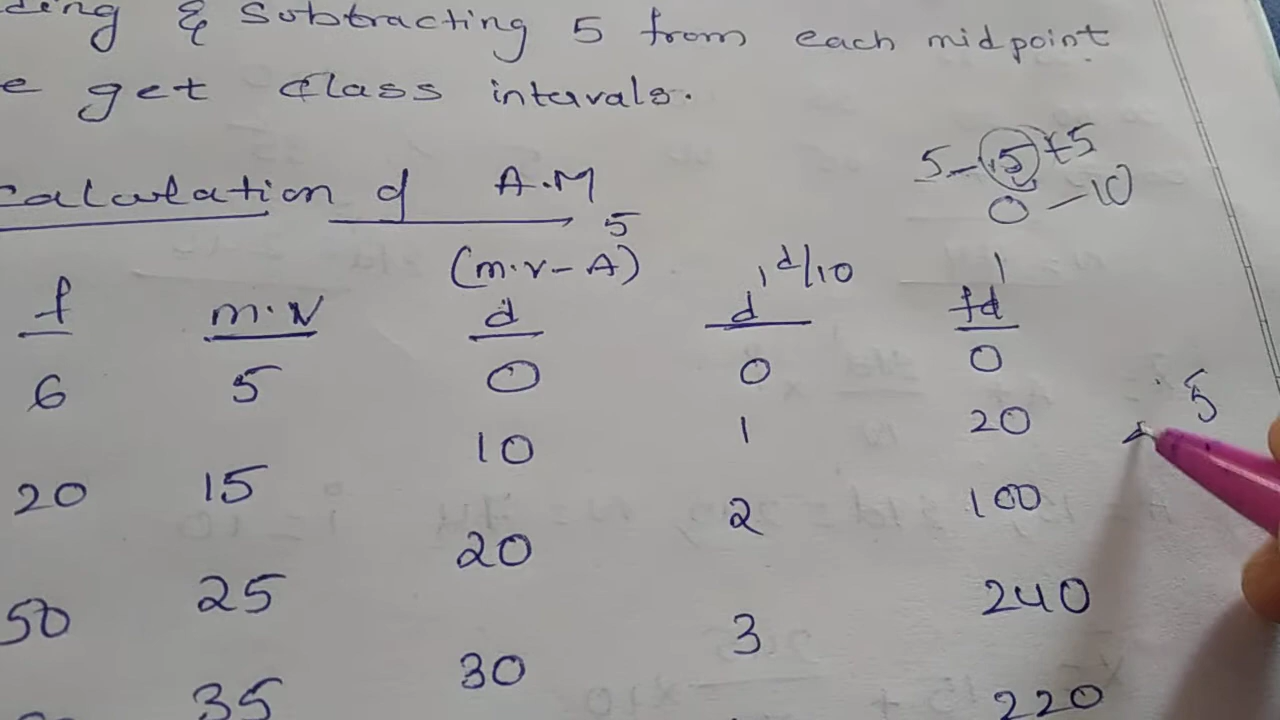 ding & subtracting 5 from each midpoint
e get class intervals.
5-5+5
0-10
Calculation of A.M
5
(m.v-A) d/10
f m.v d d' fd'
6 5 0 0 0
20 15 10 1 20
50 25 20 2 100
35 30 3 240
220
5